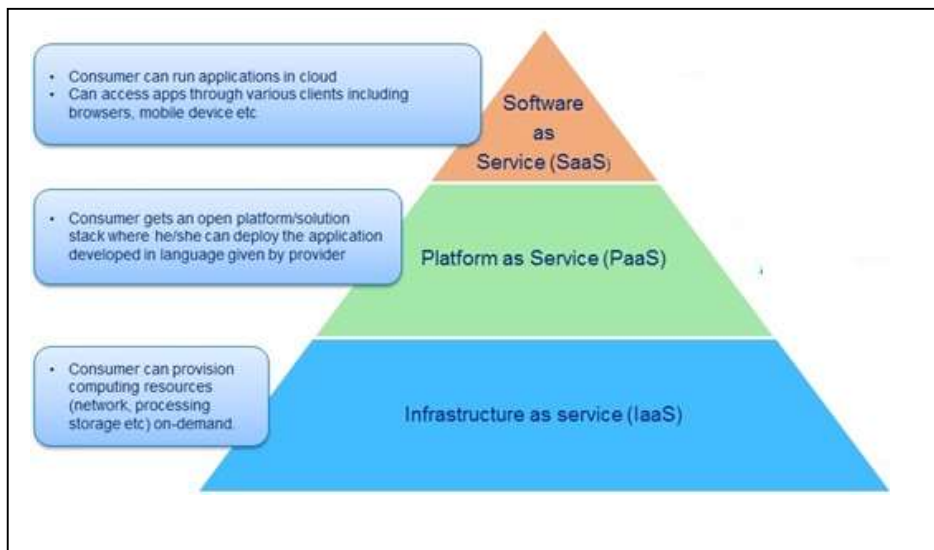 • Consumer can run applications in cloud
• Can access apps through various clients including
browsers, mobile device etc
Software
as
Service (SaaS)
• Consumer gets an open platform/solution
stack where he/she can deploy the application
developed in language given by provider
Platform as Service (PaaS)
• Consumer can provision
computing resources
(network, processing
storage etc) on-demand.
Infrastructure as service (IaaS)